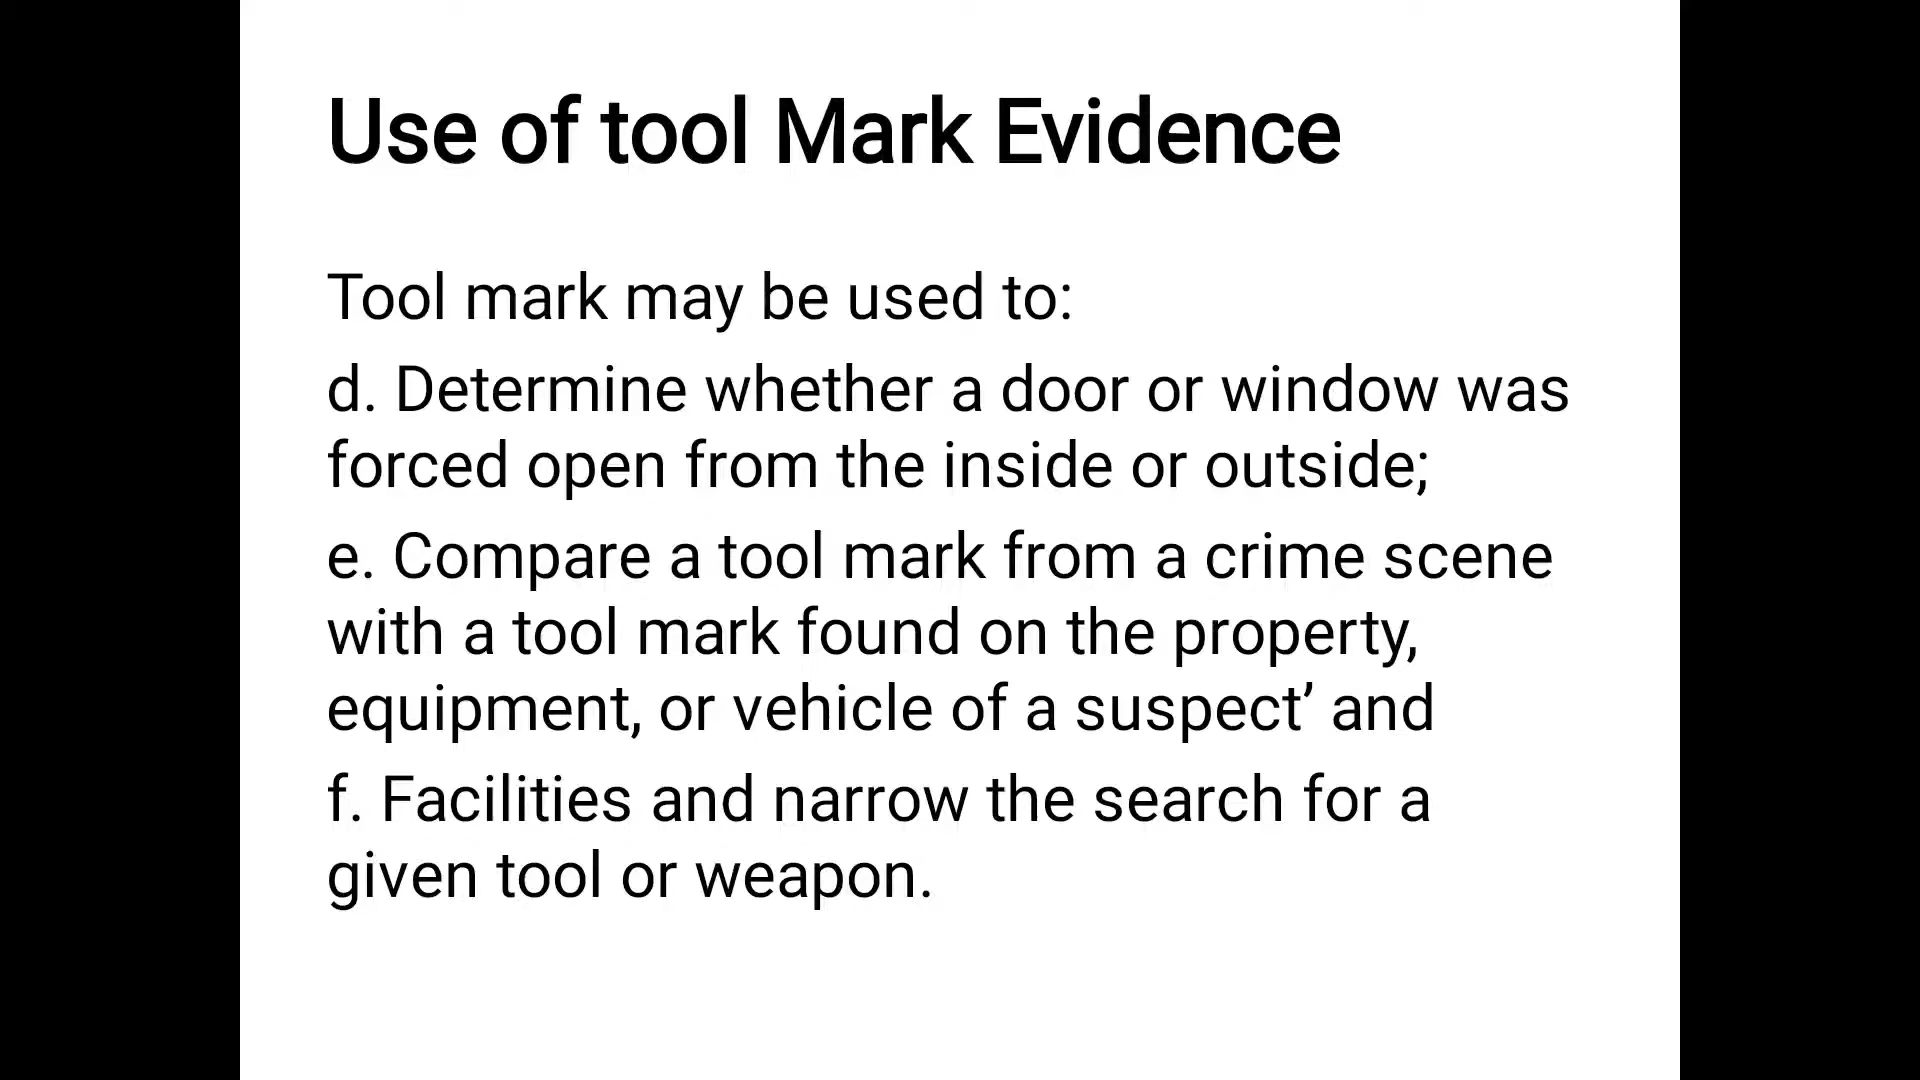 Use of tool Mark Evidence
Tool mark may be used to:
d. Determine whether a door or window was
forced open from the inside or outside;
e. Compare a tool mark from a crime scene
with a tool mark found on the property,
equipment, or vehicle of a suspect’ and
f. Facilities and narrow the search for a
given tool or weapon.